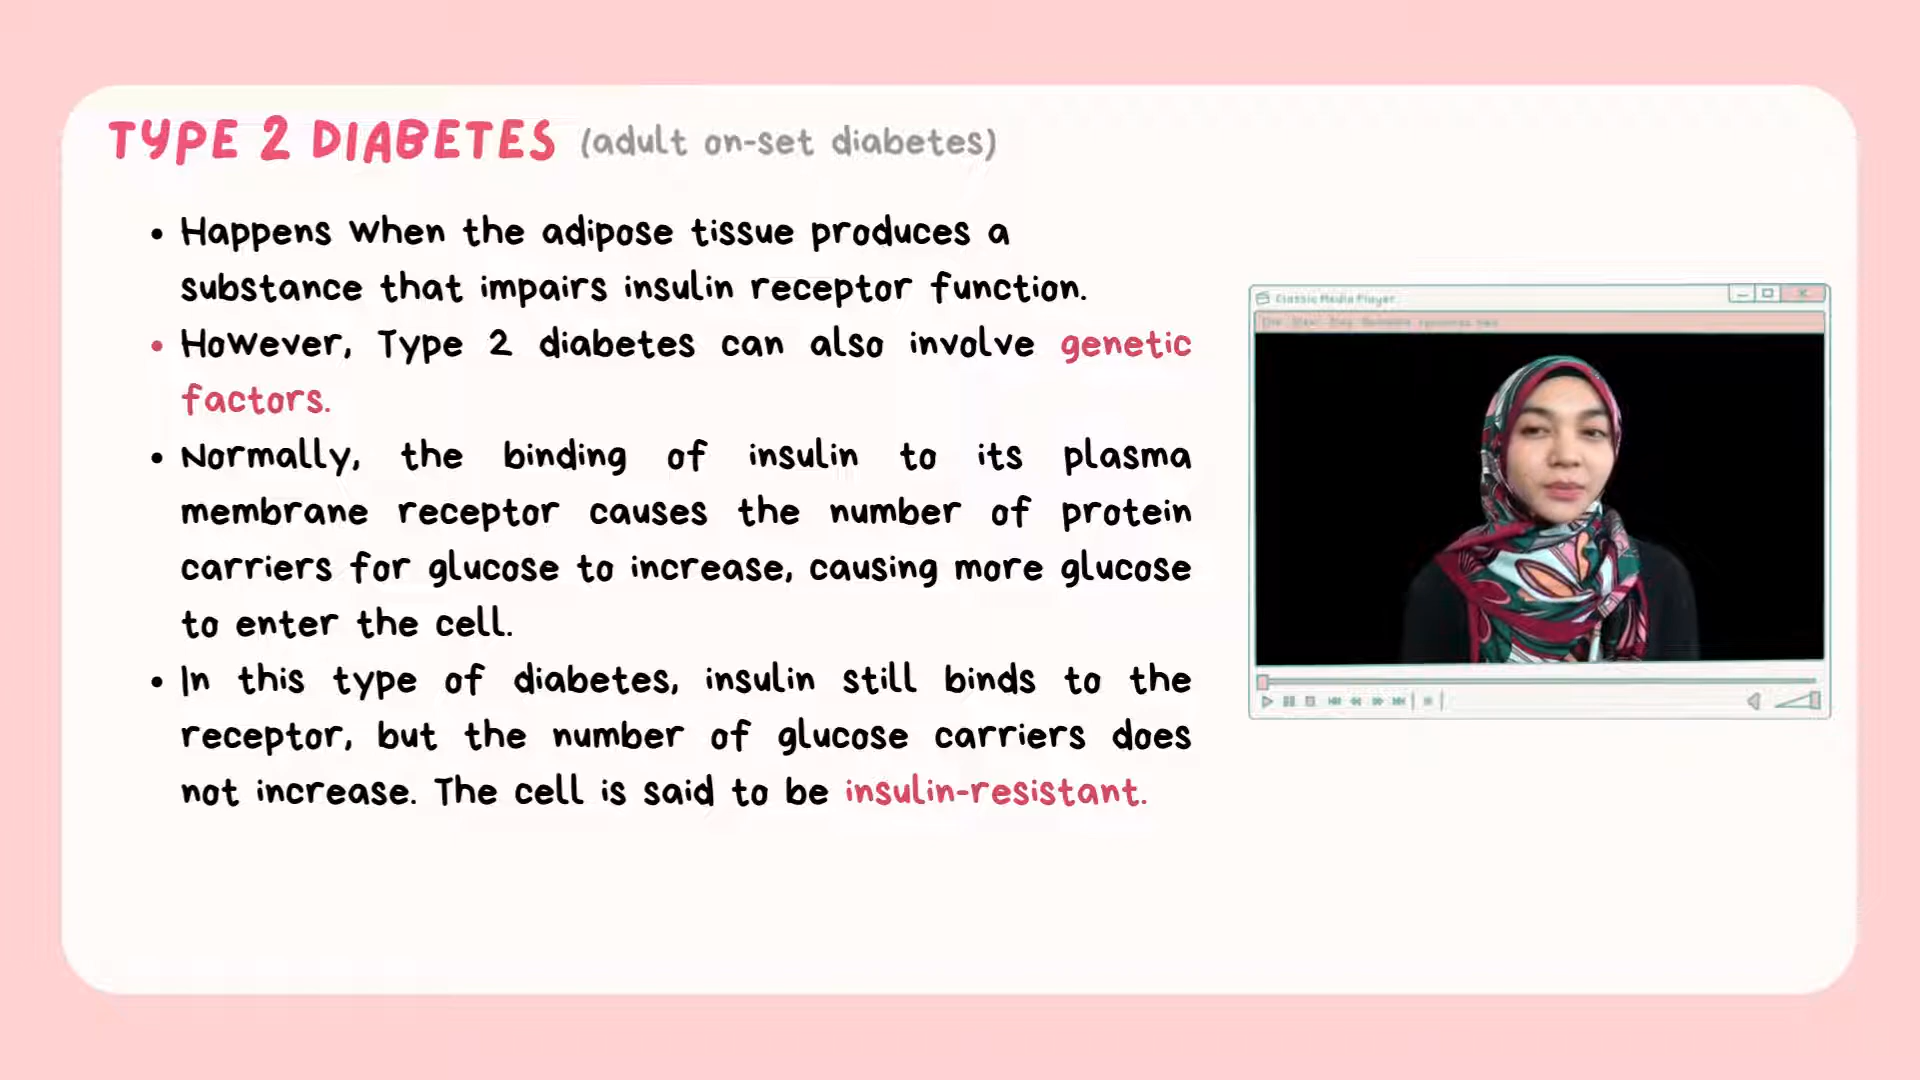 TYPE 2 DIABETES (adult on-set diabetes)
• Happens when the adipose tissue produces a
substance that impairs insulin receptor function.
• However, Type 2 diabetes can also involve genetic
factors.
• Normally, the binding of insulin to its plasma
membrane receptor causes the number of protein
carriers for glucose to increase, causing more glucose
to enter the cell.
• In this type of diabetes, insulin still binds to the
receptor, but the number of glucose carriers does
not increase. The cell is said to be insulin-resistant.
Classic Media Player